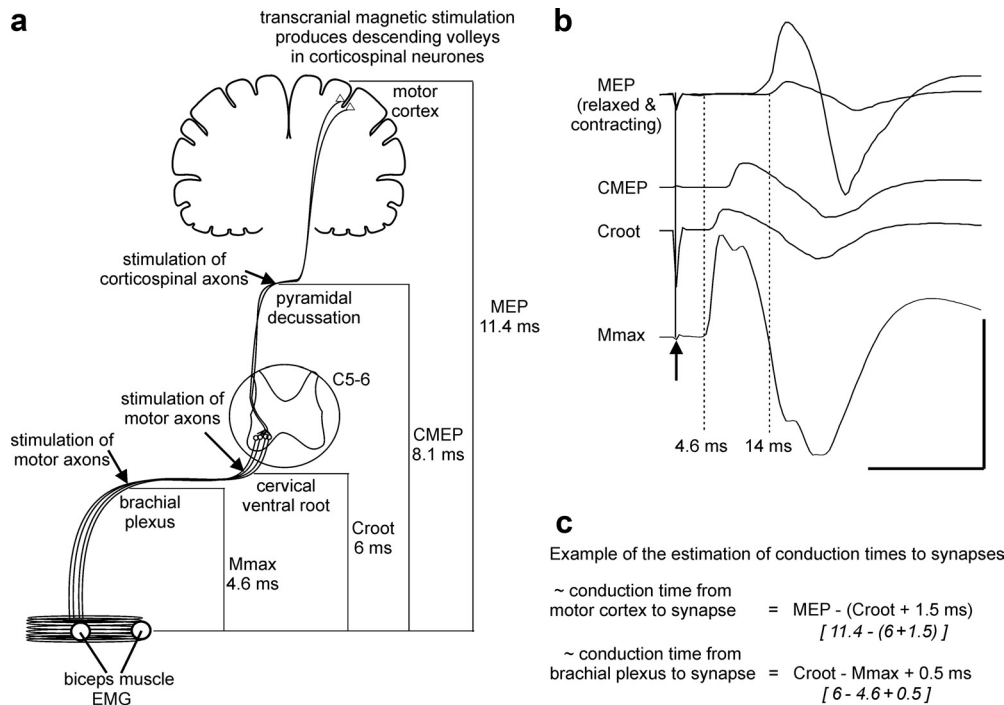 a
transcranial magnetic stimulation
produces descending volleys
in corticospinal neurones
motor
cortex
stimulation of
corticospinal axons
pyramidal
decussation
MEP
11.4 ms
C5-6
stimulation of
motor axons
stimulation of
motor axons
CMEP
8.1 ms
cervical
ventral root
brachial
plexus
Croot
6 ms
Mmax
4.6 ms
biceps muscle
EMG
b
MEP
(relaxed &
contracting)
CMEP
Croot
Mmax
4.6 ms
14 ms
c
Example of the estimation of conduction times to synapses
~ conduction time from
motor cortex to synapse = MEP - (Croot + 1.5 ms)
[ 11.4 - (6+1.5) ]
~ conduction time from
brachial plexus to synapse = Croot - Mmax + 0.5 ms
[ 6 - 4.6 + 0.5 ]